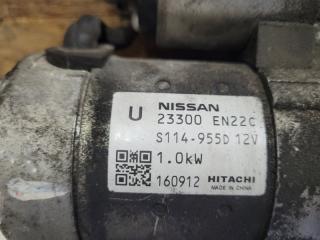 U NISSAN
23300 EN22C
S114-955D 12V
1.0kW
160912 HITACHI
MADE IN CHINA